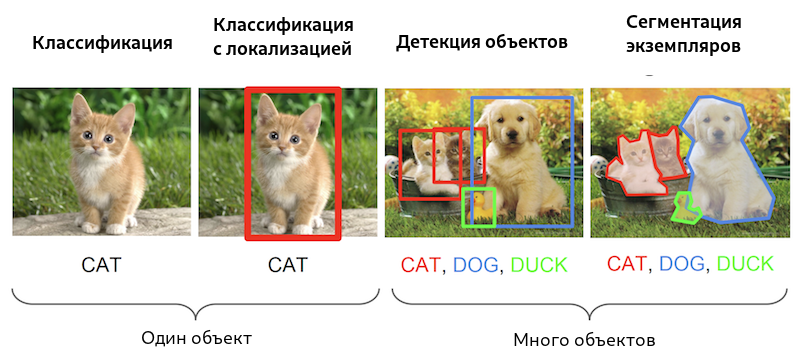 Классификация
Классификация
с локализацией
Детекция объектов
Сегментация
экземпляров
CAT
CAT
CAT, DOG, DUCK
CAT, DOG, DUCK
Один объект
Много объектов